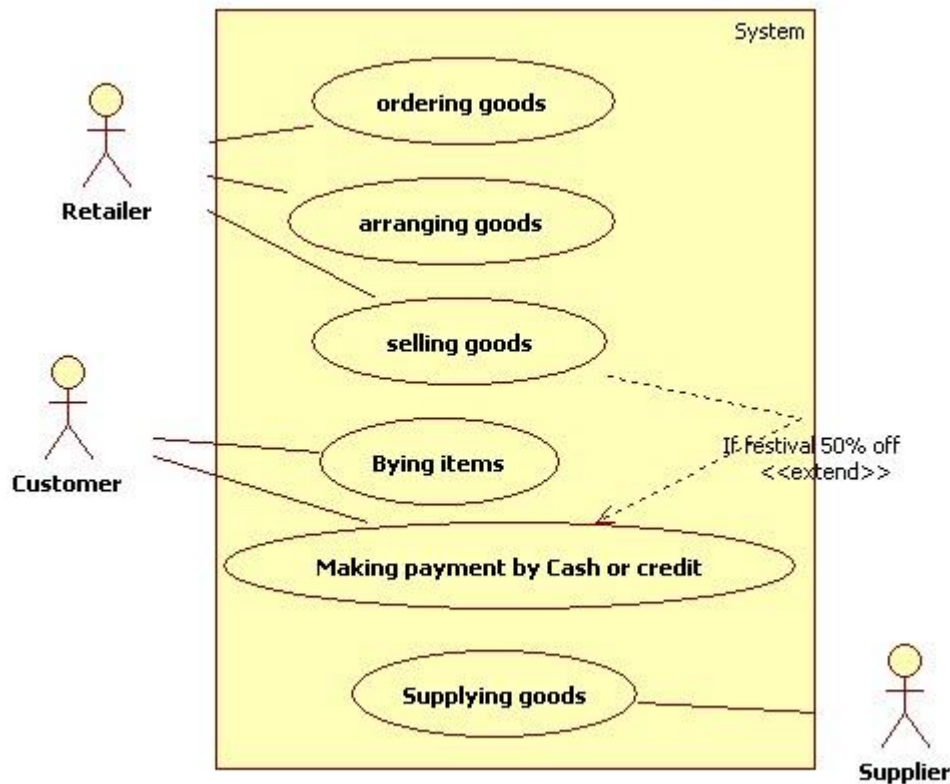 System
ordering goods
Retailer
arranging goods
selling goods
If festival 50% off
<<extend>>
Bying items
Customer
Making payment by Cash or credit
Supplying goods
Supplier